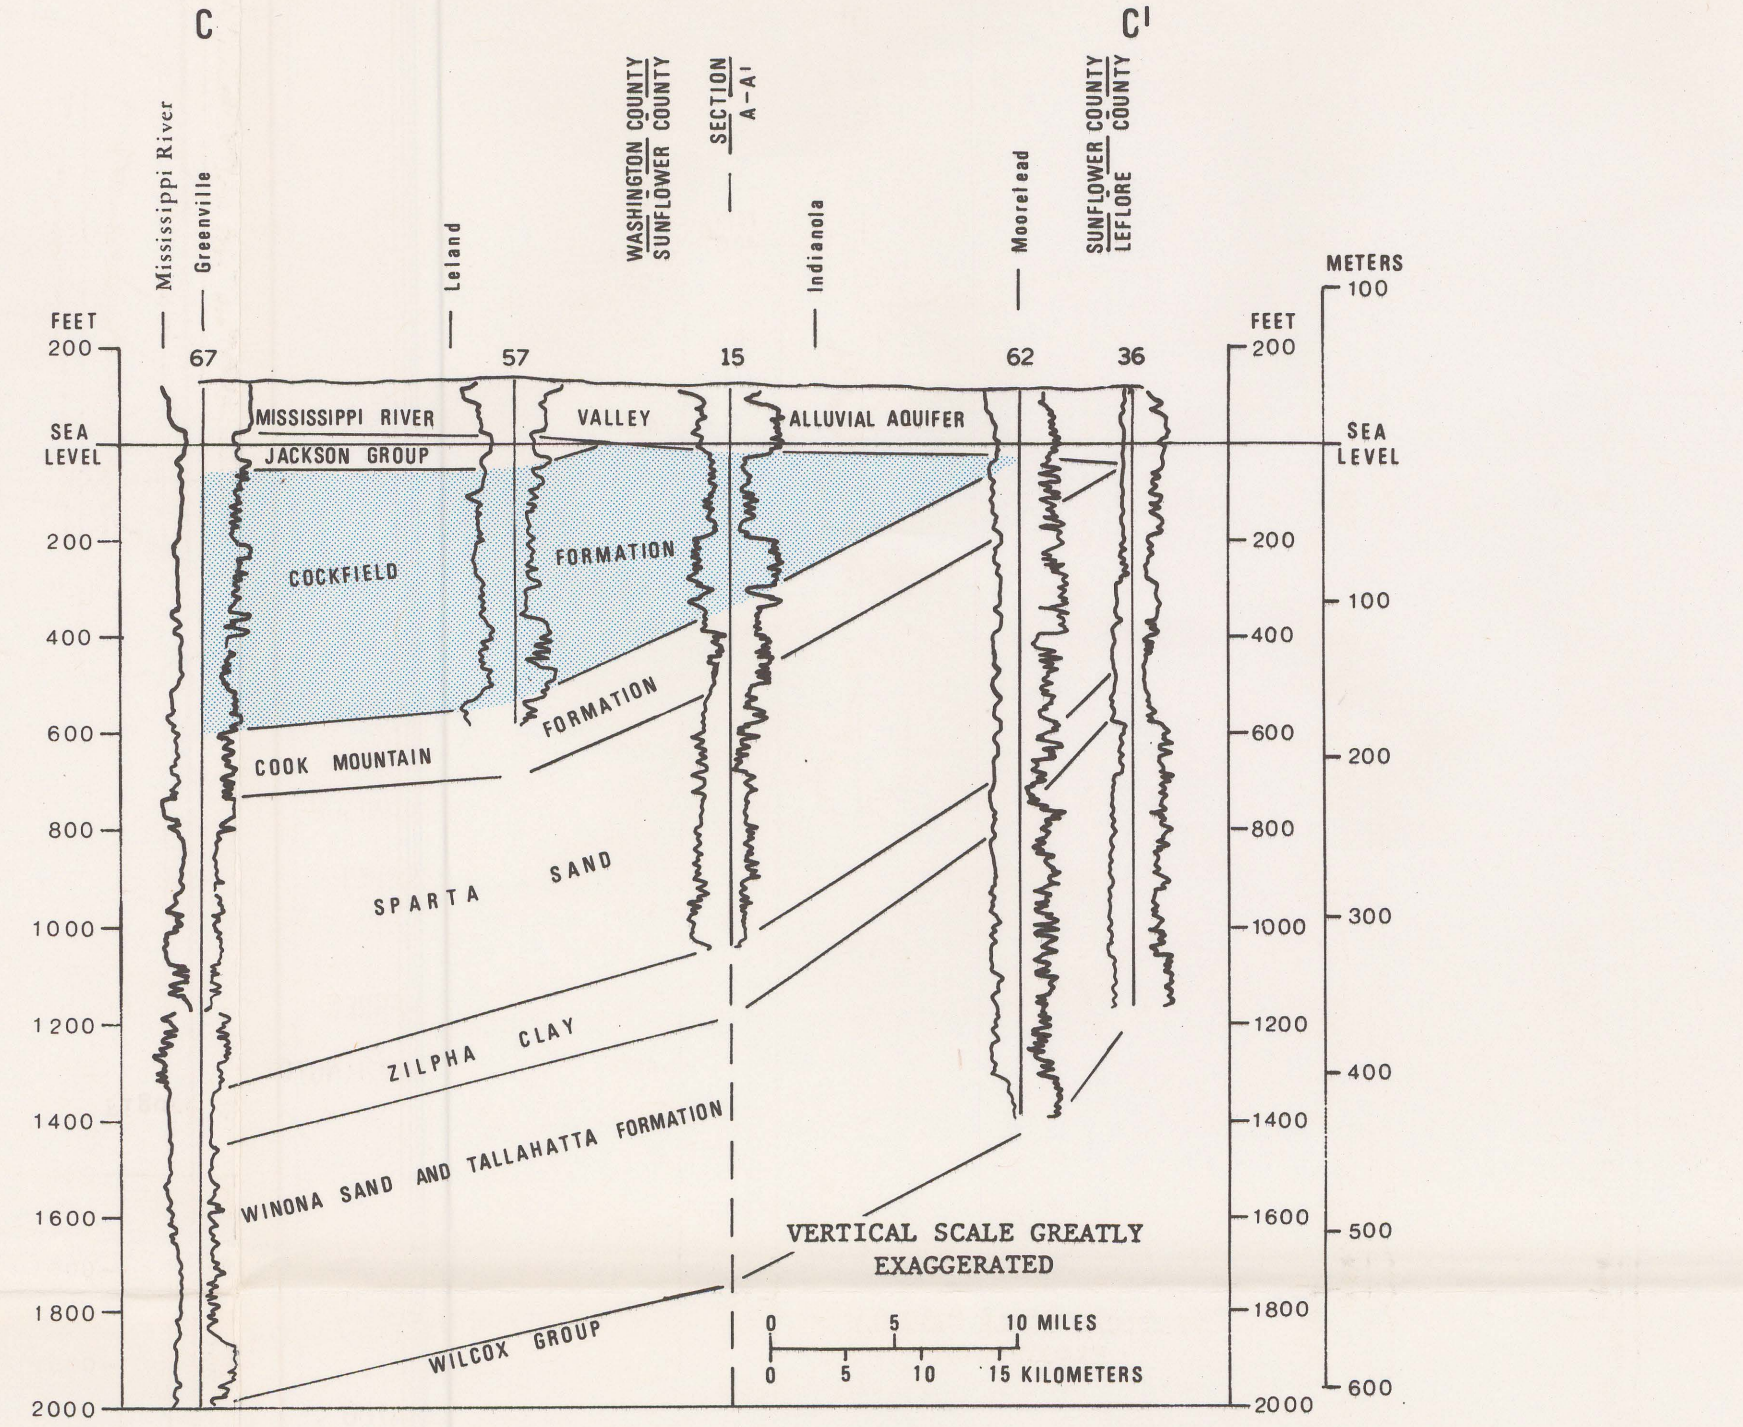 C
C'
Mississippi River
Greenville
Leland
WASHINGTON COUNTY
SUNFLOWER COUNTY
SECTION
A-A'
Indianola
Moorelead
SUNFLOWER COUNTY
LEFLORE COUNTY
METERS
100
FEET
FEET
200
67
57
15
62
36
200
MISSISSIPPI RIVER
VALLEY
ALLUVIAL AQUIFER
SEA
LEVEL
SEA
LEVEL
JACKSON GROUP
200
200
COCKFIELD
FORMATION
100
400
400
FORMATION
600
600
COOK MOUNTAIN
200
800
800
SPARTA
SAND
1000
1000
300
1200
1200
ZILPHA CLAY
400
1400
1400
WINONA SAND AND TALLAHATTA FORMATION
1600
1600
500
VERTICAL SCALE GREATLY
EXAGGERATED
1800
1800
WILCOX GROUP
0 5 10 MILES
0 5 10 15 KILOMETERS
600
2000
2000